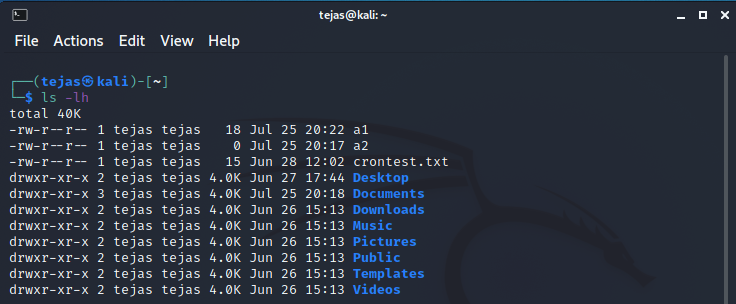 tejas@kali: ~
File Actions Edit View Help
┌──(tejas㉿kali)-[~]
└─$ ls -lh
total 40K
-rw-r--r-- 1 tejas tejas   18 Jul 25 20:22 a1
-rw-r--r-- 1 tejas tejas    0 Jul 25 20:17 a2
-rw-r--r-- 1 tejas tejas   15 Jun 28 12:02 crontest.txt
drwxr-xr-x 2 tejas tejas 4.0K Jun 27 17:44 Desktop
drwxr-xr-x 3 tejas tejas 4.0K Jul 25 20:18 Documents
drwxr-xr-x 2 tejas tejas 4.0K Jun 26 15:13 Downloads
drwxr-xr-x 2 tejas tejas 4.0K Jun 26 15:13 Music
drwxr-xr-x 2 tejas tejas 4.0K Jun 26 15:13 Pictures
drwxr-xr-x 2 tejas tejas 4.0K Jun 26 15:13 Public
drwxr-xr-x 2 tejas tejas 4.0K Jun 26 15:13 Templates
drwxr-xr-x 2 tejas tejas 4.0K Jun 26 15:13 Videos